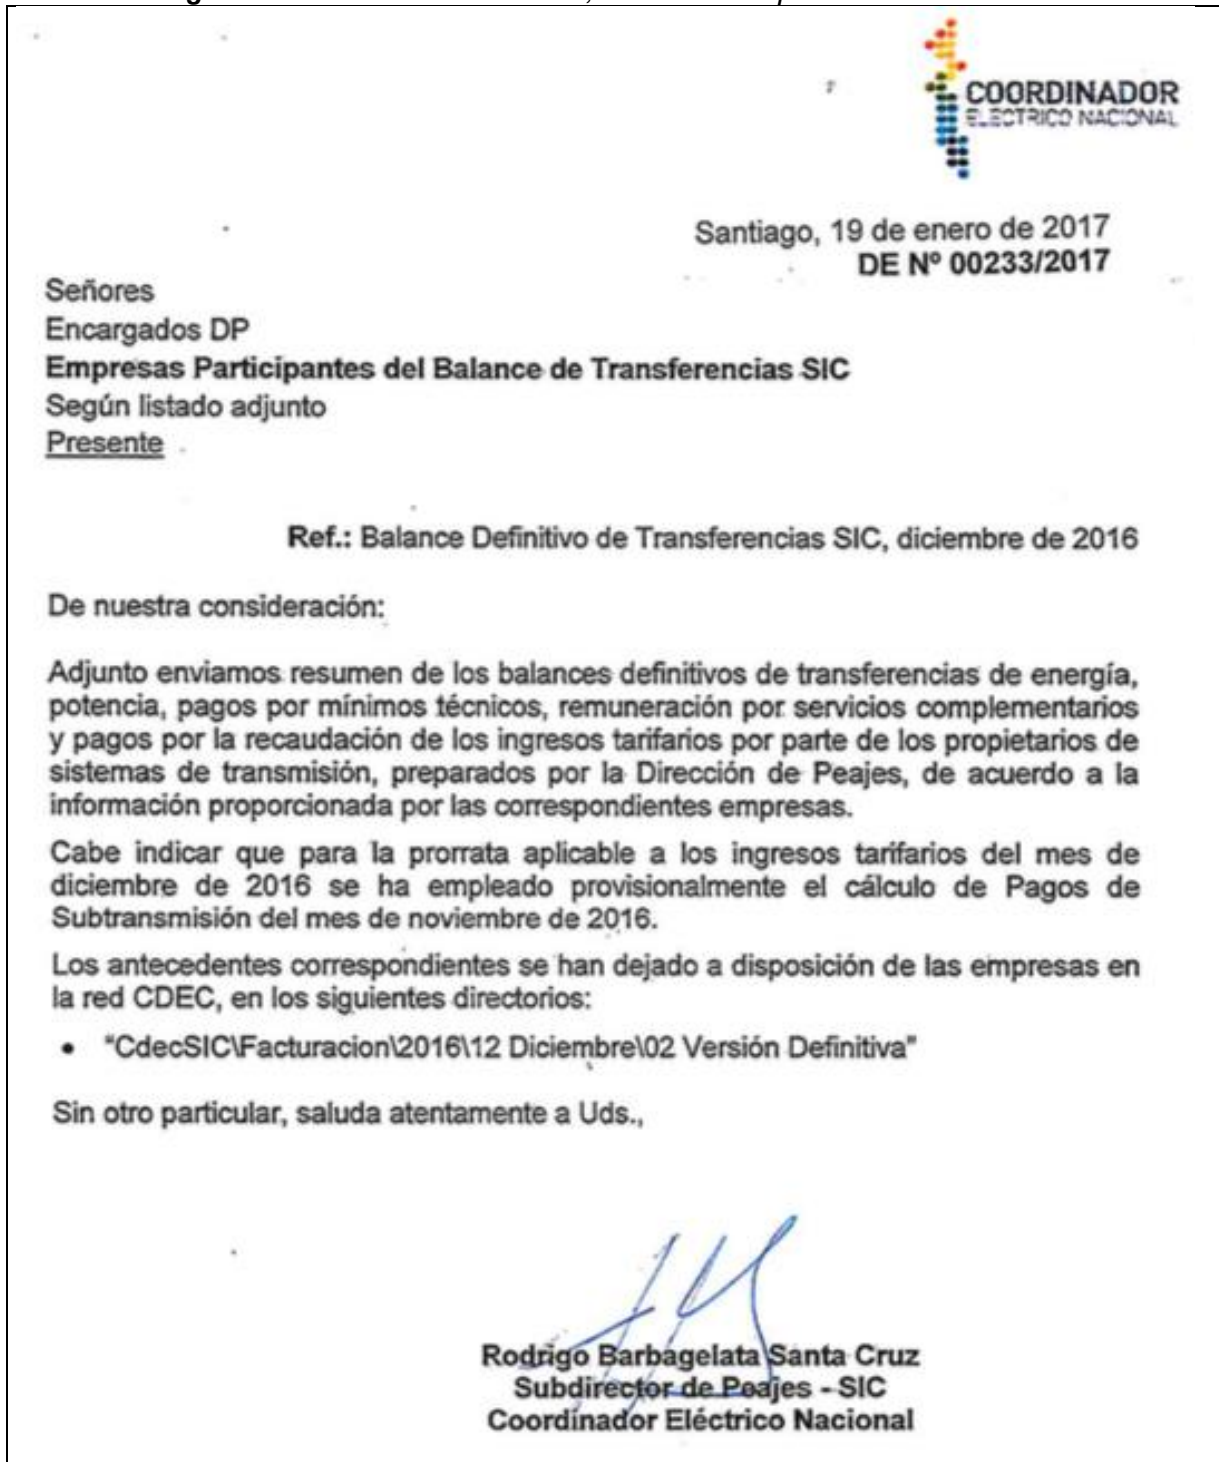 COORDINADOR
ELECTRICO NACIONAL
Santiago, 19 de enero de 2017
DE Nº 00233/2017
Señores
Encargados DP
Empresas Participantes del Balance de Transferencias SIC
Según listado adjunto
Presente
Ref.: Balance Definitivo de Transferencias SIC, diciembre de 2016
De nuestra consideración:
Adjunto enviamos resumen de los balances definitivos de transferencias de energía,
potencia, pagos por mínimos técnicos, remuneración por servicios complementarios
y pagos por la recaudación de los ingresos tarifarios por parte de los propietarios de
sistemas de transmisión, preparados por la Dirección de Peajes, de acuerdo a la
información proporcionada por las correspondientes empresas.
Cabe indicar que para la prorrata aplicable a los ingresos tarifarios del mes de
diciembre de 2016 se ha empleado provisionalmente el cálculo de Pagos de
Subtransmisión del mes de noviembre de 2016.
Los antecedentes correspondientes se han dejado a disposición de las empresas en
la red CDEC, en los siguientes directorios:
• "CdecSIC\Facturacion\2016\12 Diciembre\02 Versión Definitiva"
Sin otro particular, saluda atentamente a Uds.,
Rodrigo Barbagelata Santa Cruz
Subdirector de Peajes - SIC
Coordinador Eléctrico Nacional